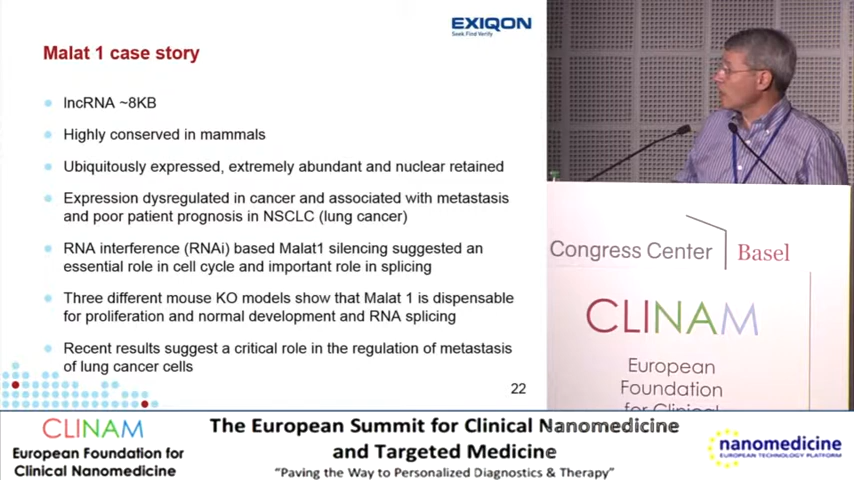 EXIQON
Seek Find Verify
Malat 1 case story
lncRNA ~8KB
Highly conserved in mammals
Ubiquitously expressed, extremely abundant and nuclear retained
Expression dysregulated in cancer and associated with metastasis
and poor patient prognosis in NSCLC (lung cancer)
RNA interference (RNAi) based Malat1 silencing suggested an
essential role in cell cycle and important role in splicing
Three different mouse KO models show that Malat 1 is dispensable
for proliferation and normal development and RNA splicing
Recent results suggest a critical role in the regulation of metastasis
of lung cancer cells
22
Congress Center Basel
CLINAM
European
Foundation
for Clinical
CLINAM
European Foundation for
Clinical Nanomedicine
The European Summit for Clinical Nanomedicine
and Targeted Medicine
"Paving the Way to Personalized Diagnostics & Therapy"
nanomedicine
EUROPEAN TECHNOLOGY PLATFORM